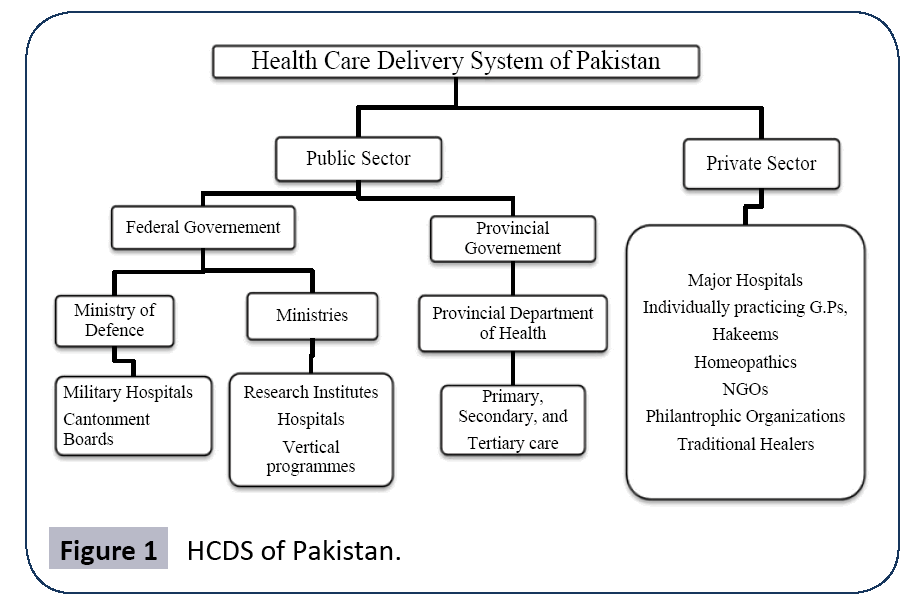 Health Care Delivery System of Pakistan
Public Sector
Private Sector
Federal Governement
Provincial
Governement
Ministry of
Defence
Ministries
Provincial Department
of Health
Military Hospitals
Cantonment
Boards
Research Institutes
Hospitals
Vertical
programmes
Primary,
Secondary, and
Tertiary care
Major Hospitals
Individually practicing G.Ps,
Hakeems
Homeopathics
NGOs
Philantrophic Organizations
Traditional Healers
Figure 1 HCDS of Pakistan.